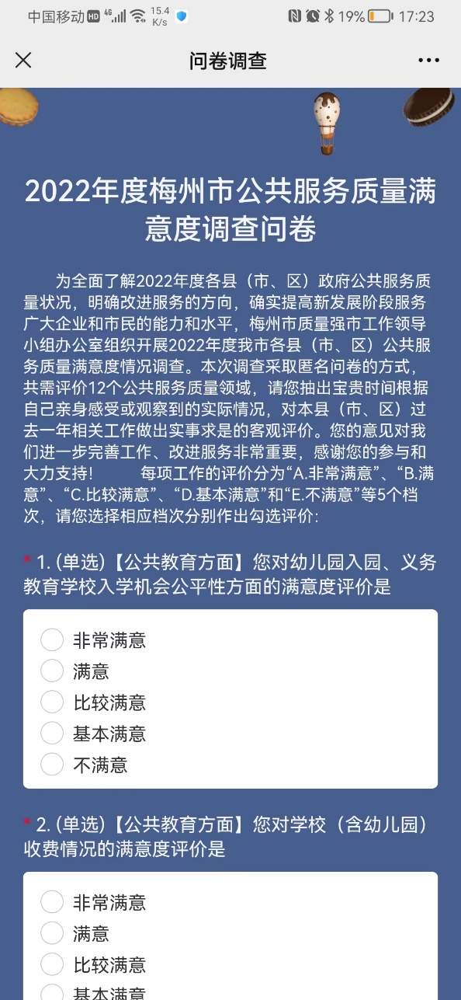 中国移动 HD 4G 15.4 K/s 19% 17:23
问卷调查
2022年度梅州市公共服务质量满
意度调查问卷
为全面了解2022年度各县（市、区）政府公共服务质
量状况，明确改进服务的方向，确实提高新发展阶段服务
广大企业和市民的能力和水平，梅州市质量强市工作领导
小组办公室组织开展2022年度我市各县（市、区）公共服
务质量满意度情况调查。本次调查采取匿名问卷的方式，
共需评价12个公共服务质量领域，请您抽出宝贵时间根据
自己亲身感受或观察到的实际情况，对本县（市、区）过
去一年相关工作做出实事求是的客观评价。您的意见对我
们进一步完善工作、改进服务非常重要，感谢您的参与和
大力支持！ 每项工作的评价分为“A.非常满意”、“B.满
意”、“C.比较满意”、“D.基本满意”和“E.不满意”等5个档
次，请您选择相应档次分别作出勾选评价：
* 1. (单选)【公共教育方面】您对幼儿园入园、义务
教育学校入学机会公平性方面的满意度评价是
非常满意
满意
比较满意
基本满意
不满意
* 2. (单选)【公共教育方面】您对学校（含幼儿园）
收费情况的满意度评价是
非常满意
满意
比较满意
基本满意